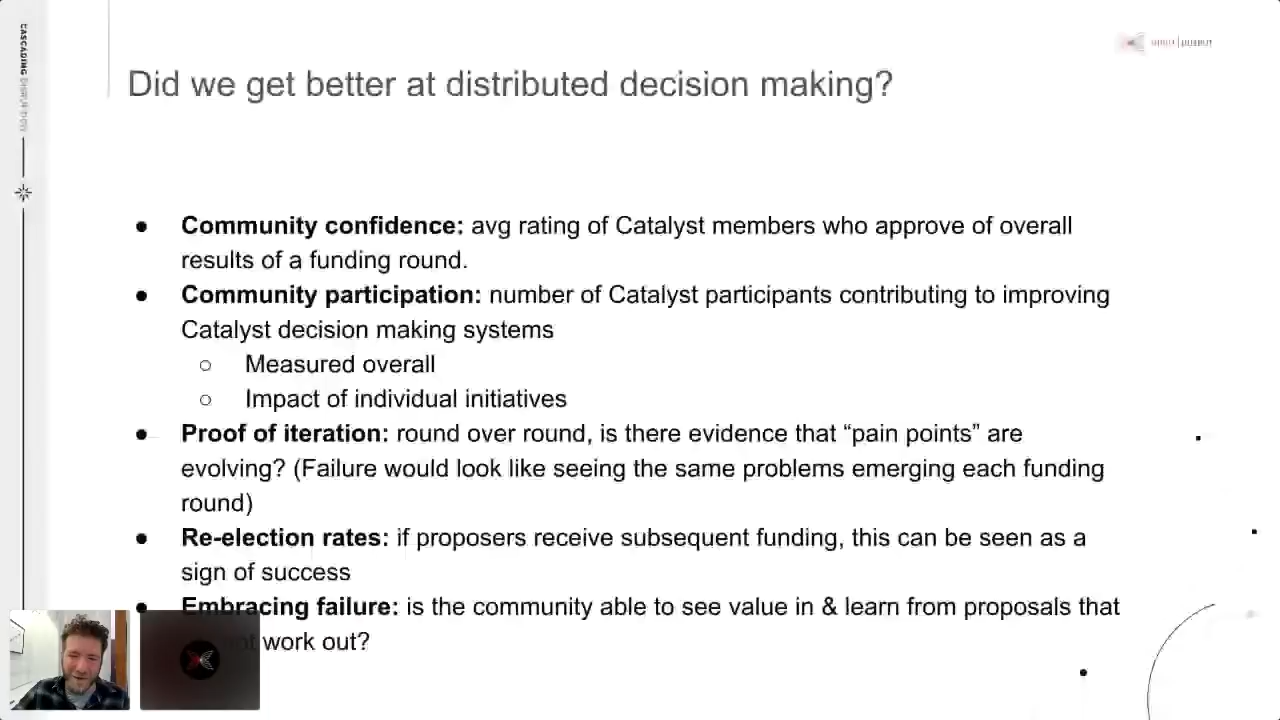 CASCADING DISRUPTION
INPUT | OUTPUT
Did we get better at distributed decision making?
● Community confidence: avg rating of Catalyst members who approve of overall
results of a funding round.
● Community participation: number of Catalyst participants contributing to improving
Catalyst decision making systems
○ Measured overall
○ Impact of individual initiatives
● Proof of iteration: round over round, is there evidence that “pain points” are
evolving? (Failure would look like seeing the same problems emerging each funding
round)
● Re-election rates: if proposers receive subsequent funding, this can be seen as a
sign of success
● Embracing failure: is the community able to see value in & learn from proposals that
not work out?